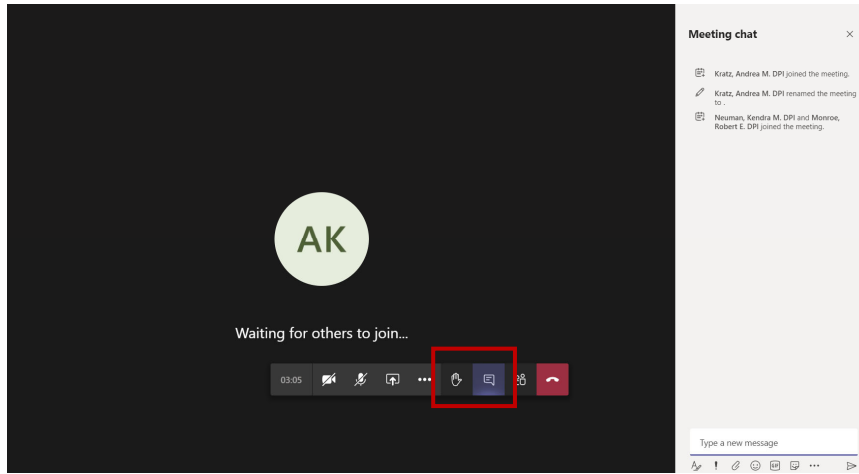 Meeting chat
Kratz, Andrea M. DPI joined the meeting.
Kratz, Andrea M. DPI renamed the meeting
to .
Neuman, Kendra M. DPI and Monroe,
Robert E. DPI joined the meeting.
AK
Waiting for others to join...
03:05
Type a new message
GIF